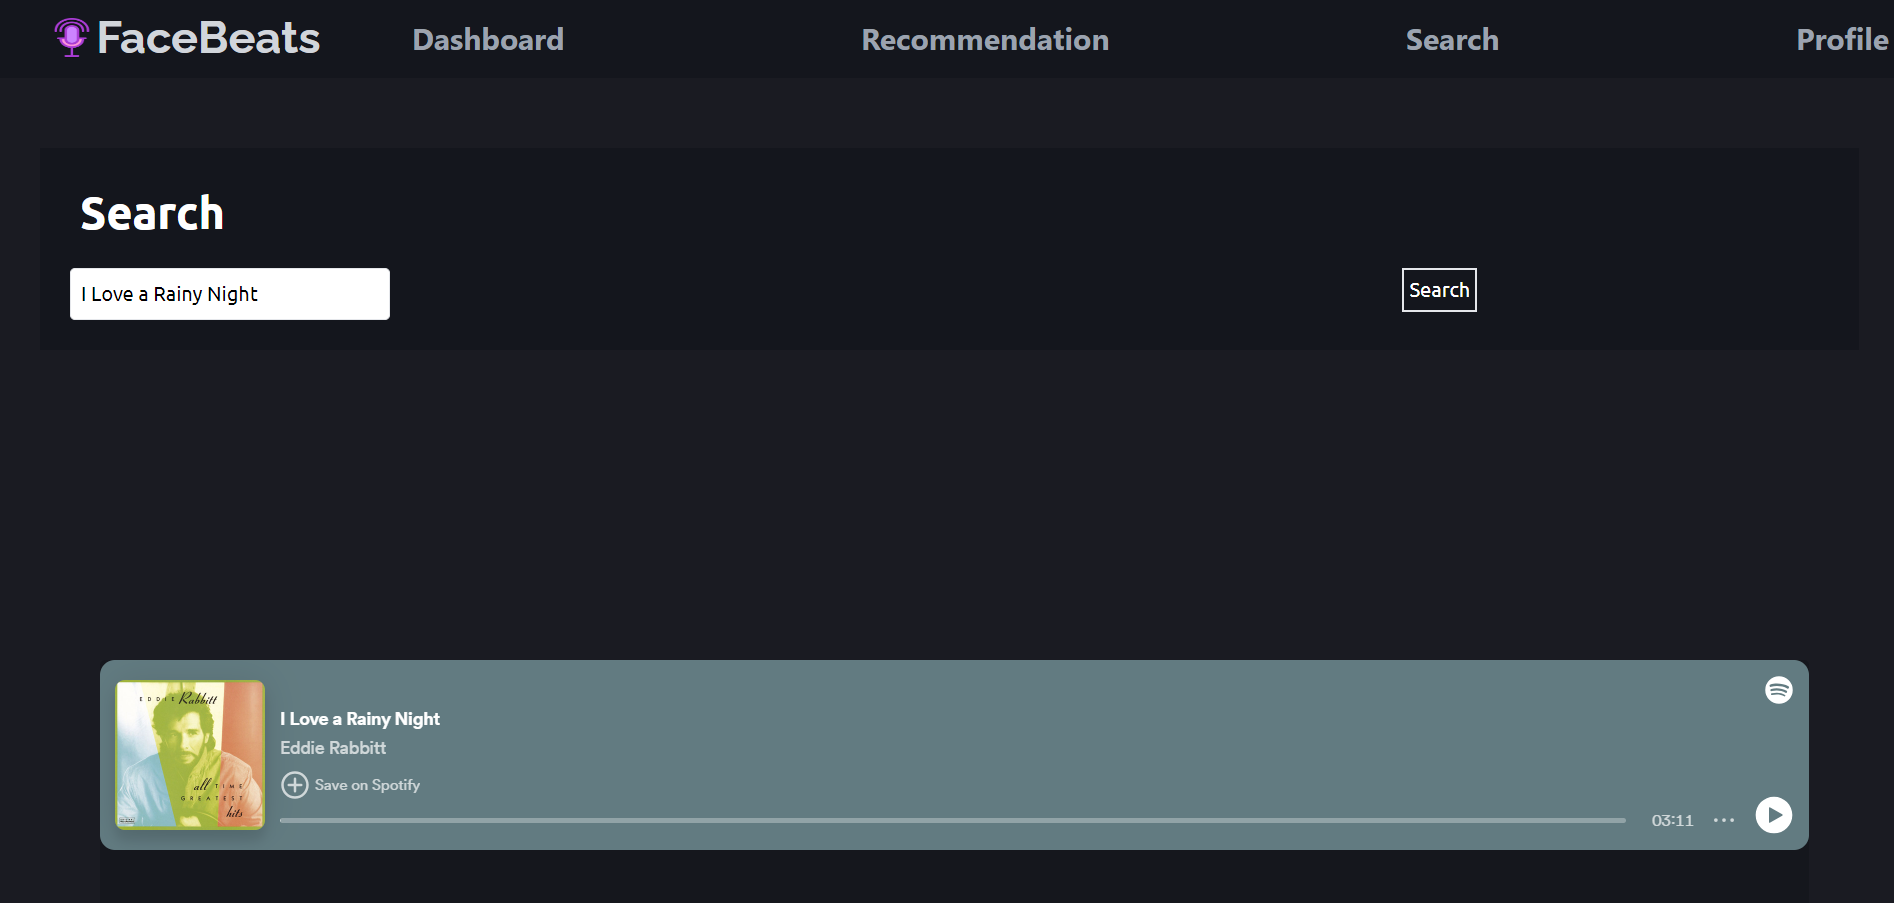 FaceBeats Dashboard Recommendation Search Profile
Search
I Love a Rainy Night
Search
EDDIE Rabbitt
all TIME
GREATEST
hits
I Love a Rainy Night
Eddie Rabbitt
Save on Spotify
03:11